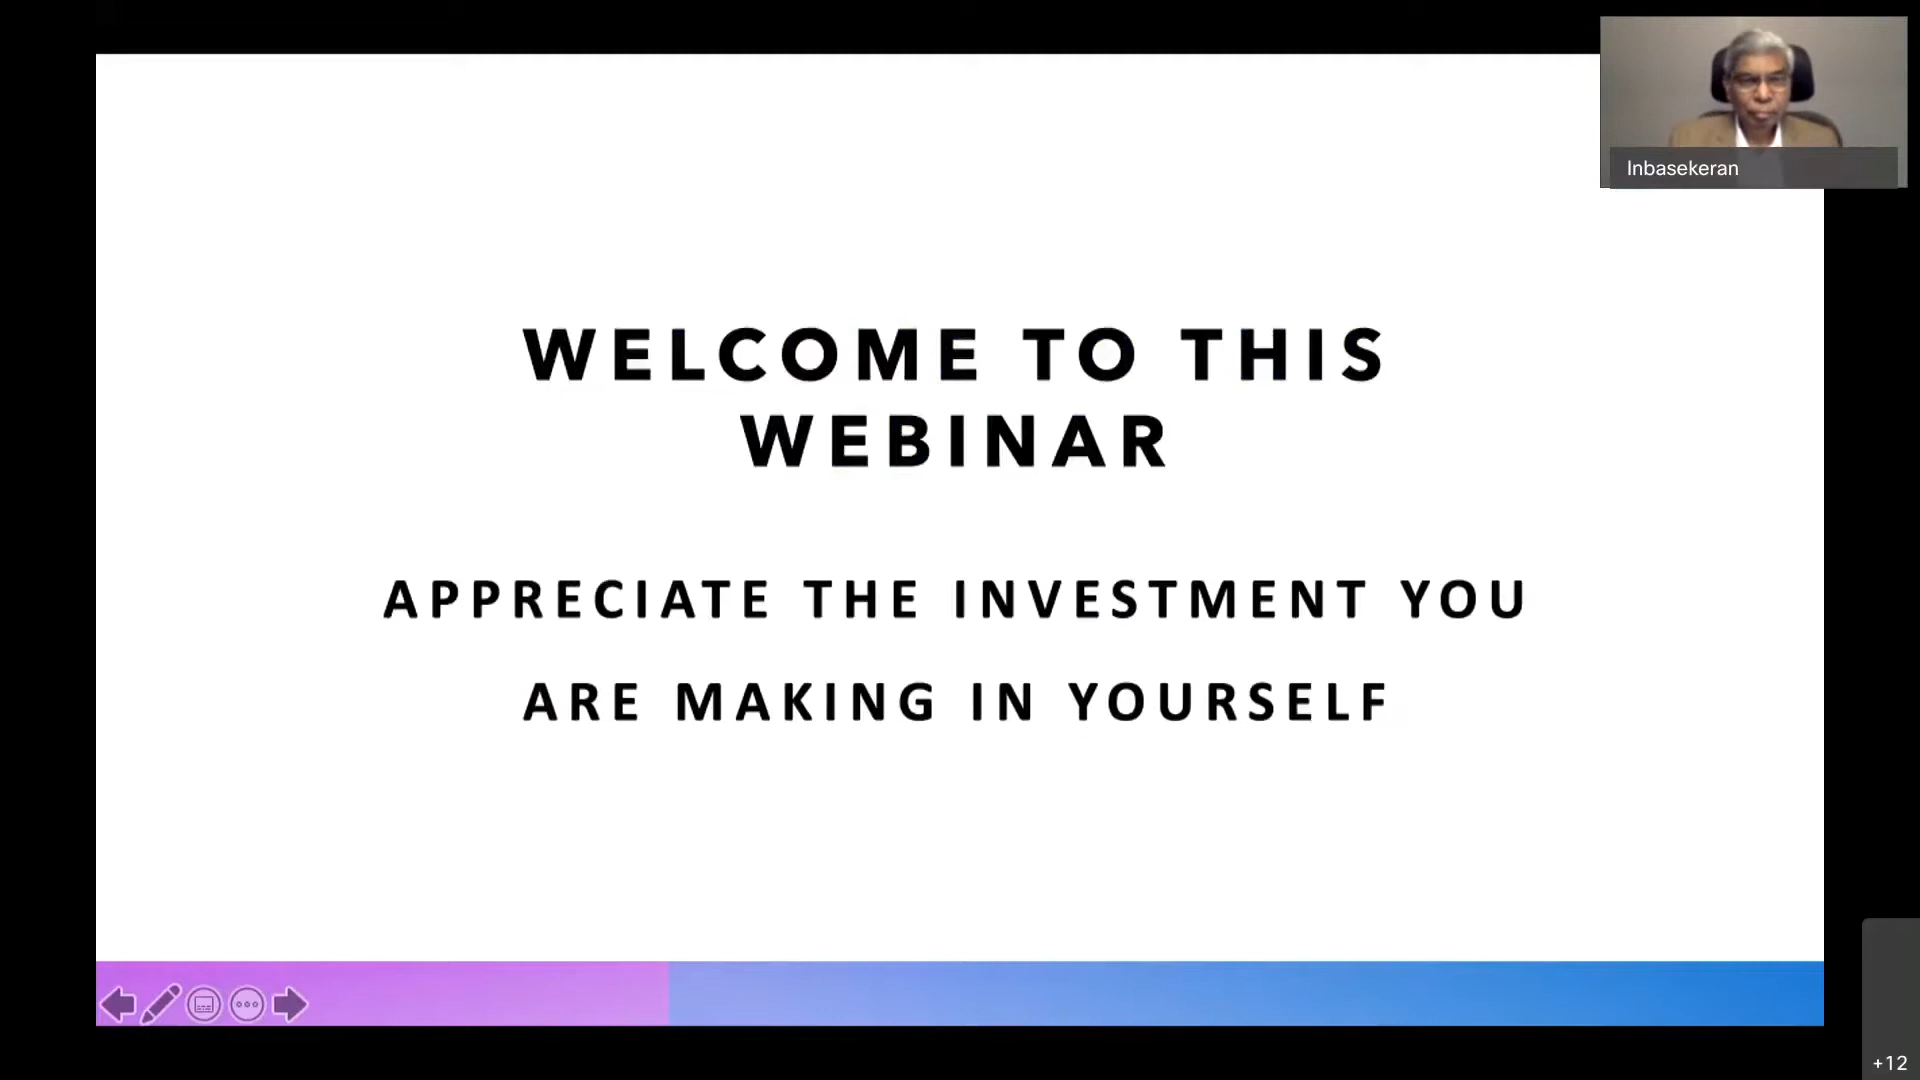 Inbasekeran
WELCOME TO THIS
WEBINAR
APPRECIATE THE INVESTMENT YOU
ARE MAKING IN YOURSELF
+12